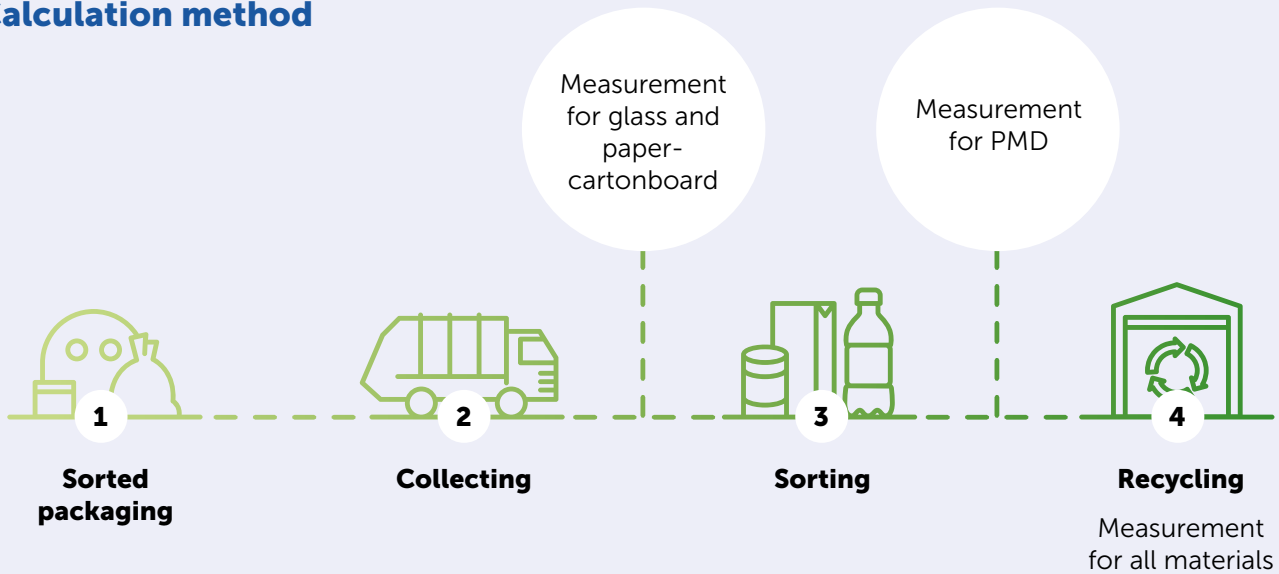 Calculation method
Measurement
for glass and
paper-
cartonboard
Measurement
for PMD
1
2
3
4
Sorted
packaging
Collecting
Sorting
Recycling
Measurement
for all materials